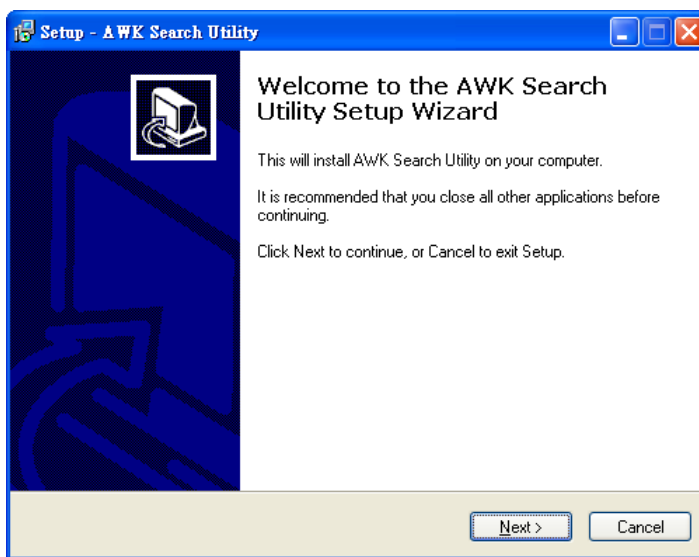 Setup - AWK Search Utility
Welcome to the AWK Search
Utility Setup Wizard
This will install AWK Search Utility on your computer.
It is recommended that you close all other applications before
continuing.
Click Next to continue, or Cancel to exit Setup.
Next >
Cancel